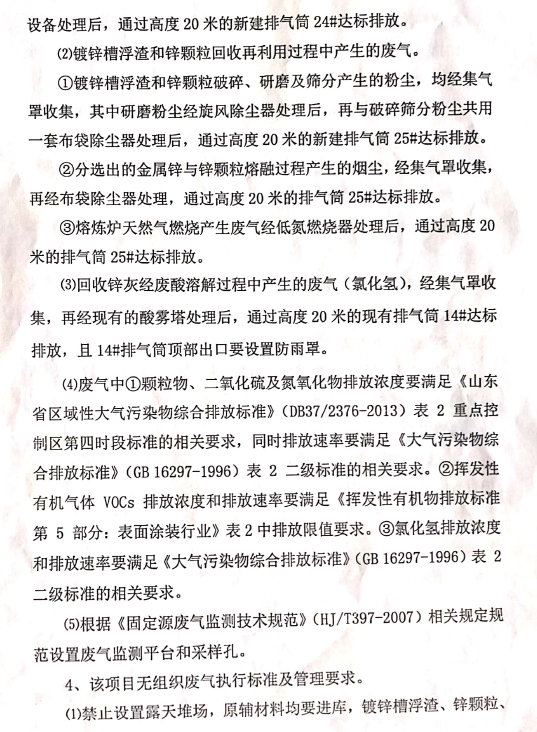 设备处理后，通过高度 20 米的新建排气筒 24#达标排放。
⑵镀锌槽浮渣和锌颗粒回收再利用过程中产生的废气。
①镀锌槽浮渣和锌颗粒破碎、研磨及筛分产生的粉尘，均经集气
罩收集，其中研磨粉尘经旋风除尘器处理后，再与破碎筛分粉尘共用
一套布袋除尘器处理后，通过高度 20 米的新建排气筒 25#达标排放。
②分选出的金属锌与锌颗粒熔融过程产生的烟尘，经集气罩收集，
再经布袋除尘器处理，通过高度 20 米的排气筒 25#达标排放。
③熔炼炉天然气燃烧产生废气经低氮燃烧器处理后，通过高度 20
米的排气筒 25#达标排放。
⑶回收锌灰经废酸溶解过程中产生的废气（氯化氢），经集气罩收
集，再经现有的酸雾塔处理后，通过高度 20 米的现有排气筒 14#达标
排放，且 14#排气筒顶部出口要设置防雨罩。
⑷废气中①颗粒物、二氧化硫及氮氧化物排放浓度要满足《山东
省区域性大气污染物综合排放标准》（DB37/2376-2013）表 2 重点控
制区第四时段标准的相关要求，同时排放速率要满足《大气污染物综
合排放标准》（GB 16297-1996）表 2 二级标准的相关要求。②挥发性
有机气体 VOCs 排放浓度和排放速率要满足《挥发性有机物排放标准
第 5 部分：表面涂装行业》表 2 中排放限值要求。③氯化氢排放浓度
和排放速率要满足《大气污染物综合排放标准》（GB 16297-1996）表 2
二级标准的相关要求。
⑸根据《固定源废气监测技术规范》（HJ/T397-2007）相关规定规
范设置废气监测平台和采样孔。
4、该项目无组织废气执行标准及管理要求。
⑴禁止设置露天堆场，原辅材料均要进库，镀锌槽浮渣、锌颗粒、